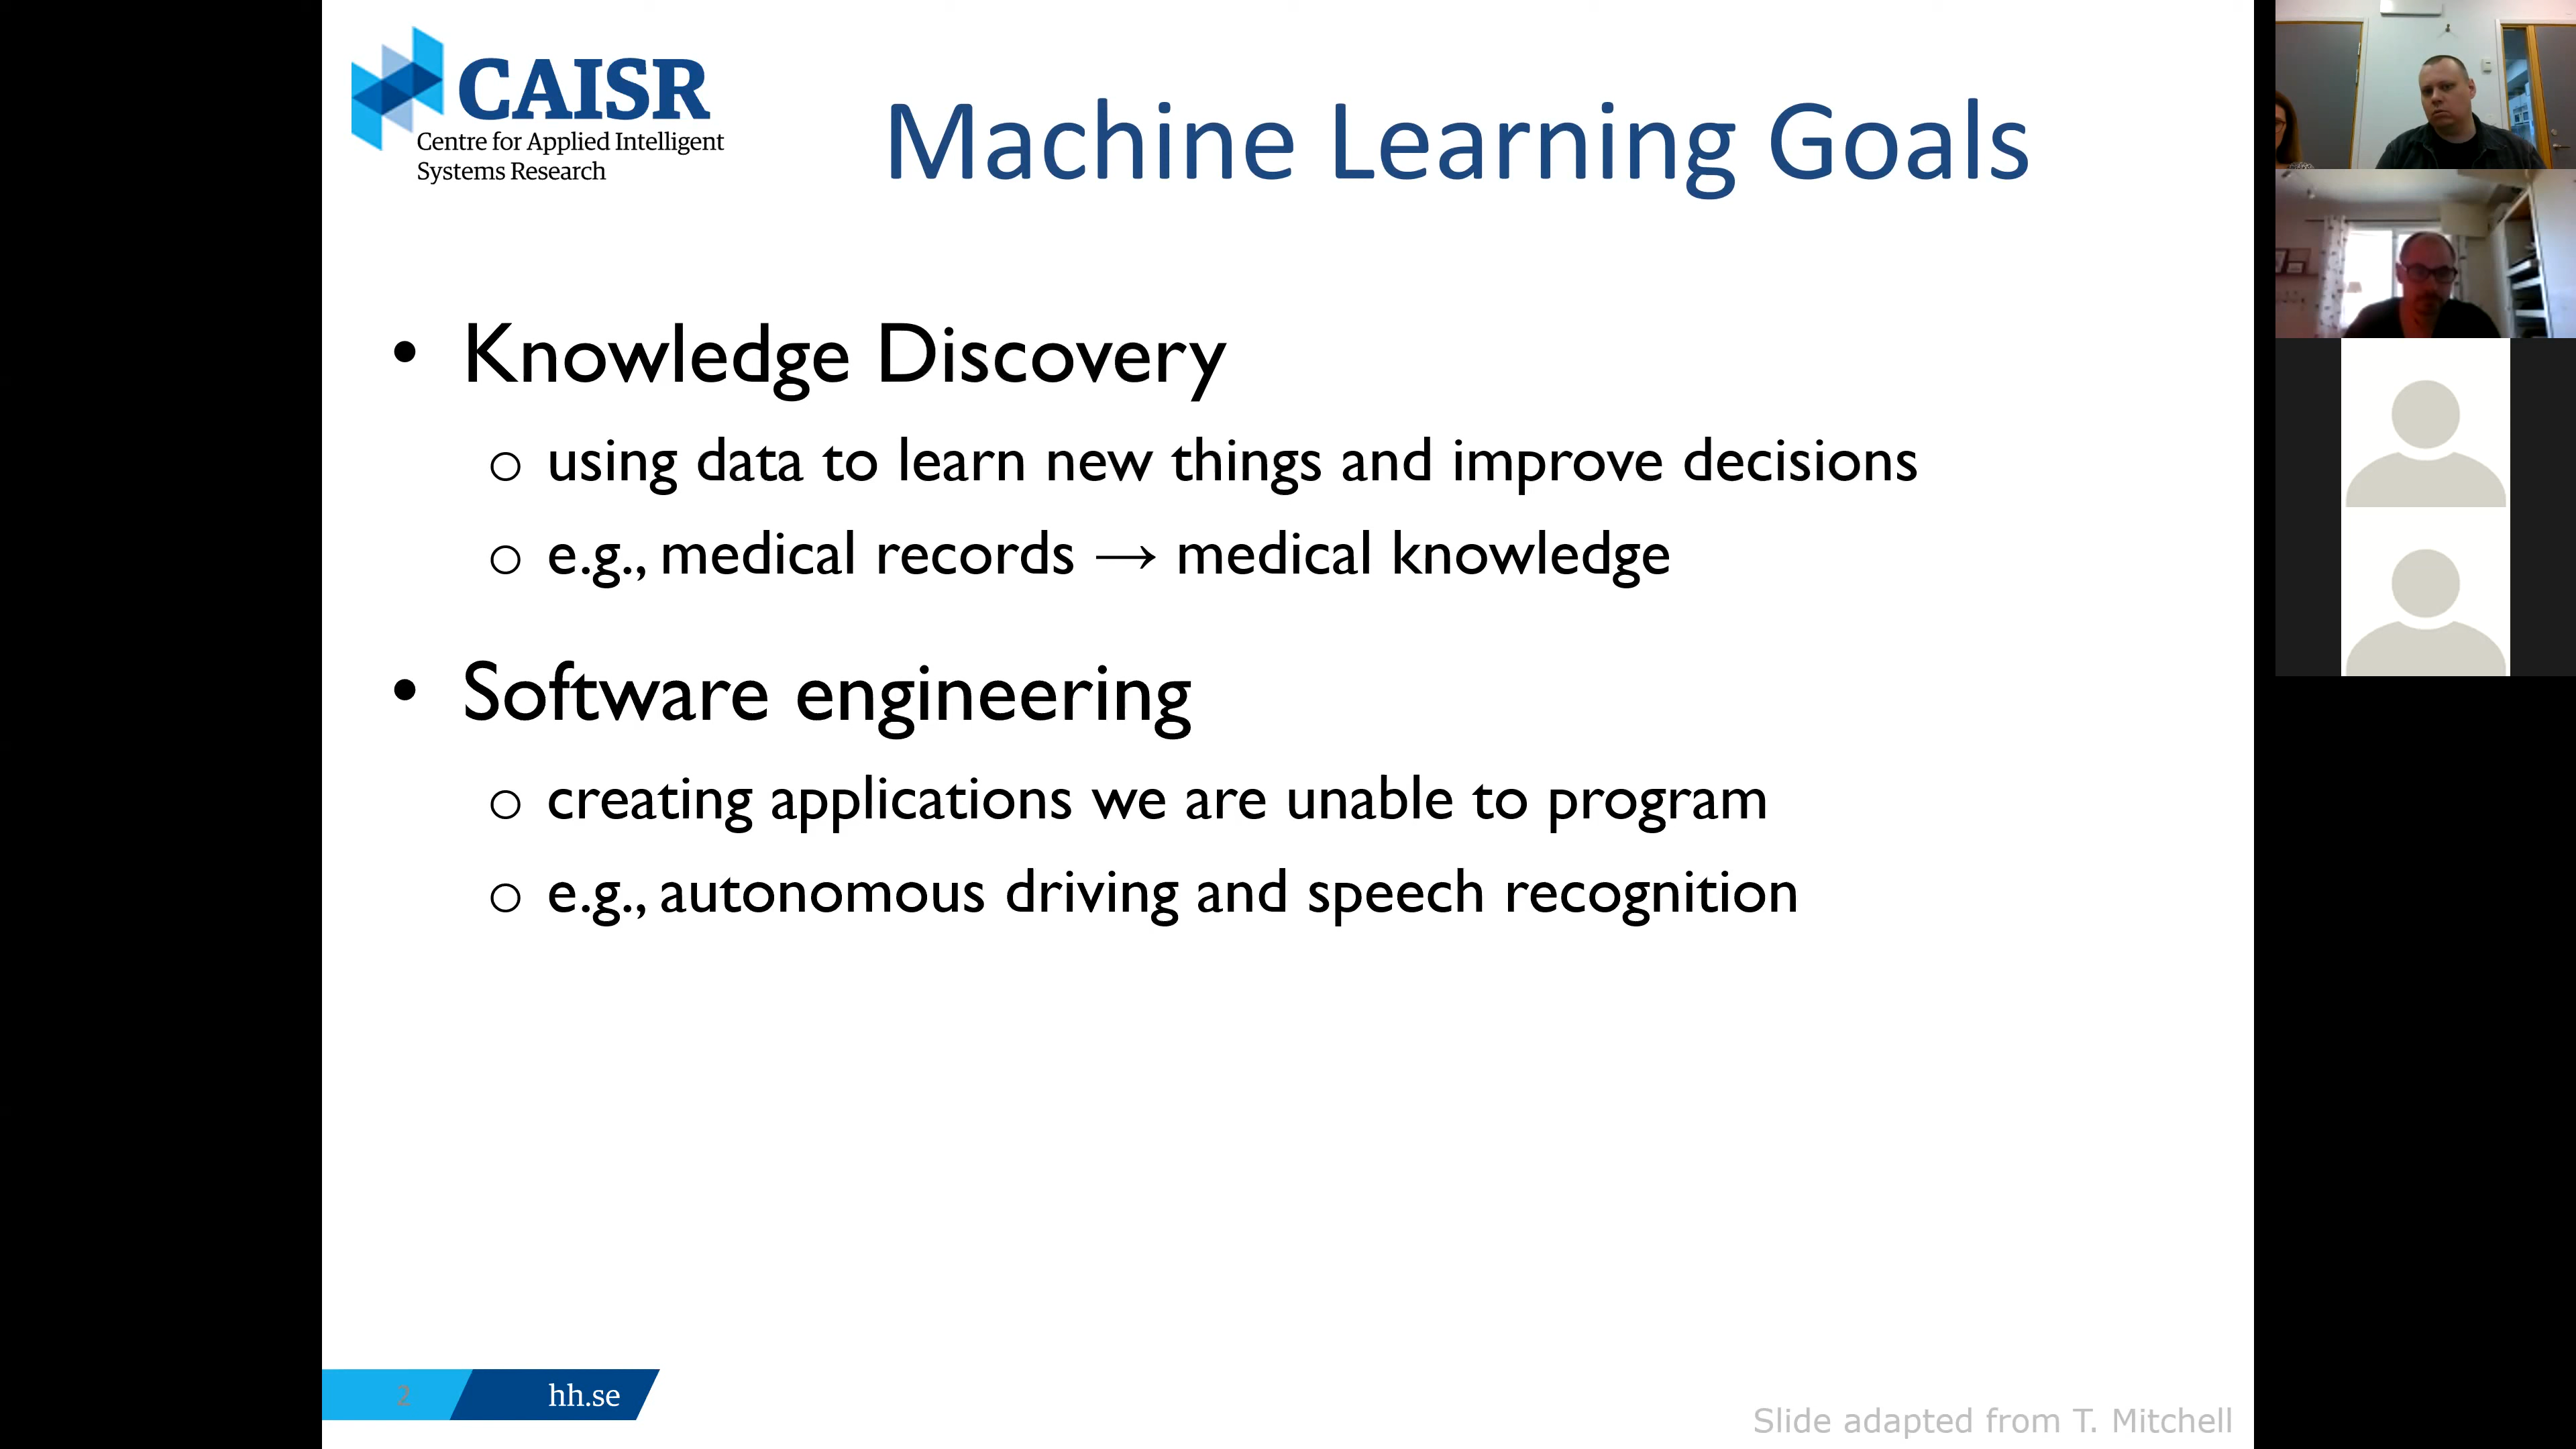 CAISR
Centre for Applied Intelligent
Systems Research
Machine Learning Goals
• Knowledge Discovery
o using data to learn new things and improve decisions
o e.g., medical records → medical knowledge
• Software engineering
o creating applications we are unable to program
o e.g., autonomous driving and speech recognition
2
hh.se
Slide adapted from T. Mitchell